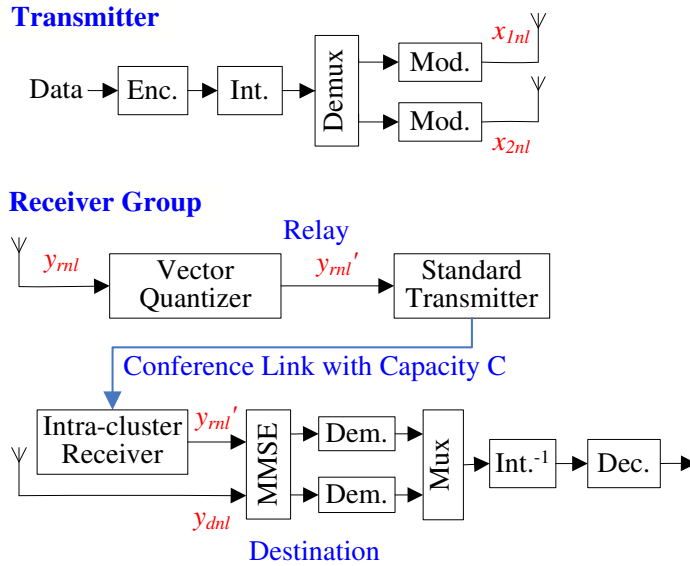 Transmitter
x1nl
Data
Enc.
Int.
Demux
Mod.
Mod.
x2nl
Receiver Group
Relay
yrnl
Vector
Quantizer
yrnl'
Standard
Transmitter
Conference Link with Capacity C
Intra-cluster
Receiver
yrnl'
MMSE
Dem.
Dem.
Mux
Int.-1
Dec.
ydnl
Destination